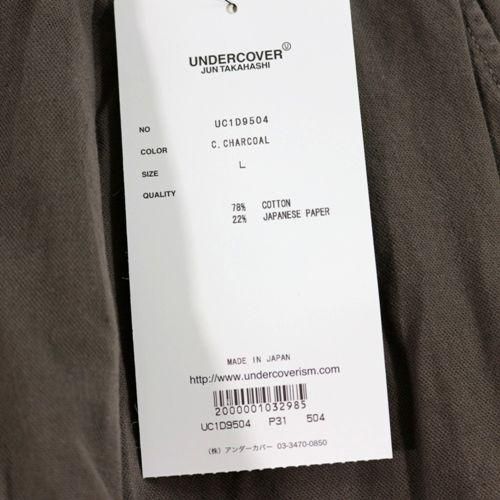 UNDERCOVER Ⓤ
JUN TAKAHASHI
NO UC1D9504
COLOR C.CHARCOAL
SIZE L
QUALITY
78% COTTON
22% JAPANESE PAPER
MADE IN JAPAN
http://www.undercoverism.com
2000001032985
UC1D9504 P31 504
(株) アンダーカバー 03-3470-0850